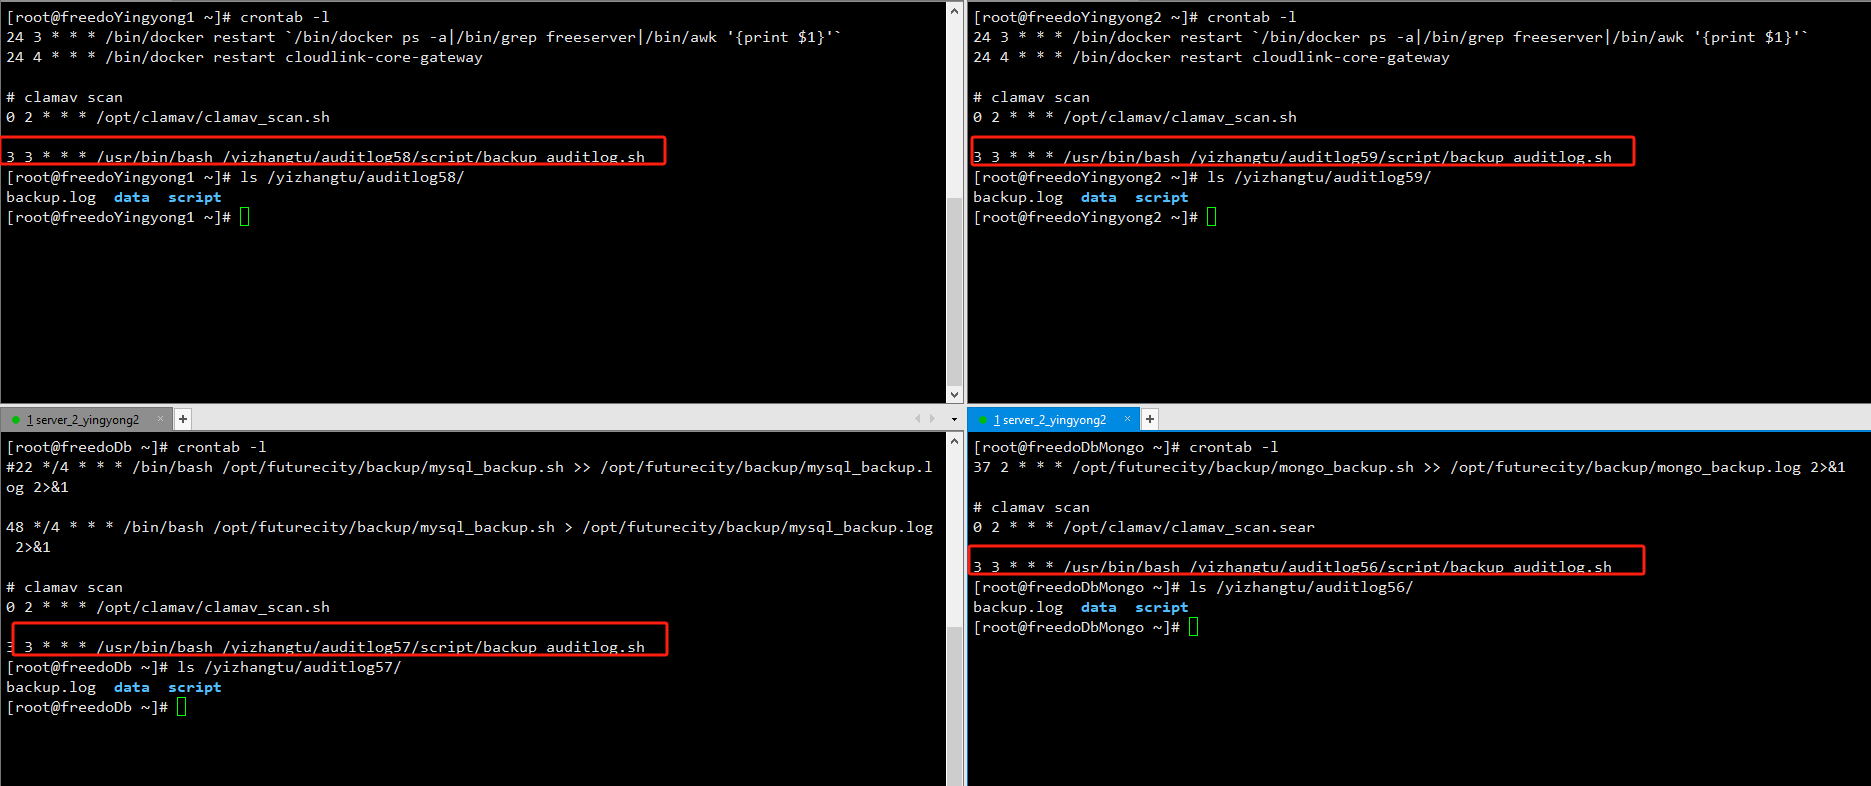 [root@freedoYingyong1 ~]# crontab -l
24 3 * * * /bin/docker restart `/bin/docker ps -a|/bin/grep freeserver|/bin/awk '{print $1}'`
24 4 * * * /bin/docker restart cloudlink-core-gateway
# clamav scan
0 2 * * * /opt/clamav/clamav_scan.sh
3 3 * * * /usr/bin/bash /yizhangtu/auditlog58/script/backup_auditlog.sh
[root@freedoYingyong1 ~]# ls /yizhangtu/auditlog58/
backup.log  data  script
[root@freedoYingyong1 ~]#
[root@freedoYingyong2 ~]# crontab -l
24 3 * * * /bin/docker restart `/bin/docker ps -a|/bin/grep freeserver|/bin/awk '{print $1}'`
24 4 * * * /bin/docker restart cloudlink-core-gateway
# clamav scan
0 2 * * * /opt/clamav/clamav_scan.sh
3 3 * * * /usr/bin/bash /yizhangtu/auditlog59/script/backup_auditlog.sh
[root@freedoYingyong2 ~]# ls /yizhangtu/auditlog59/
backup.log  data  script
[root@freedoYingyong2 ~]#
1 server_2_yingyong2 × +
[root@freedoDb ~]# crontab -l
#22 */4 * * * /bin/bash /opt/futurecity/backup/mysql_backup.sh >> /opt/futurecity/backup/mysql_backup.l
og 2>&1
48 */4 * * * /bin/bash /opt/futurecity/backup/mysql_backup.sh > /opt/futurecity/backup/mysql_backup.log
2>&1
# clamav scan
0 2 * * * /opt/clamav/clamav_scan.sh
3 3 * * * /usr/bin/bash /yizhangtu/auditlog57/script/backup_auditlog.sh
[root@freedoDb ~]# ls /yizhangtu/auditlog57/
backup.log  data  script
[root@freedoDb ~]#
1 server_2_yingyong2 × +
[root@freedoDbMongo ~]# crontab -l
37 2 * * * /opt/futurecity/backup/mongo_backup.sh >> /opt/futurecity/backup/mongo_backup.log 2>&1
# clamav scan
0 2 * * * /opt/clamav/clamav_scan.sear
3 3 * * * /usr/bin/bash /yizhangtu/auditlog56/script/backup_auditlog.sh
[root@freedoDbMongo ~]# ls /yizhangtu/auditlog56/
backup.log  data  script
[root@freedoDbMongo ~]#